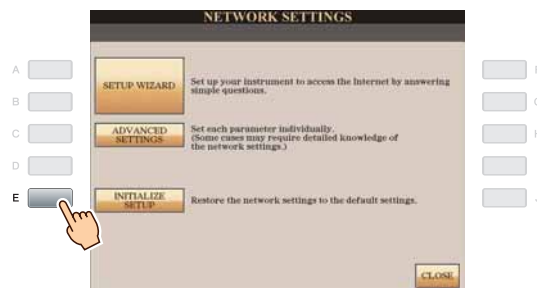 NETWORK SETTINGS
A
B
C
D
E
SETUP WIZARD
Set up your instrument to access the Internet by answering
simple questions.
ADVANCED
SETTINGS
Set each parameter individually.
(Some cases may require detailed knowledge of
the network settings.)
INITIALIZE
SETUP
Restore the network settings to the default settings.
CLOSE